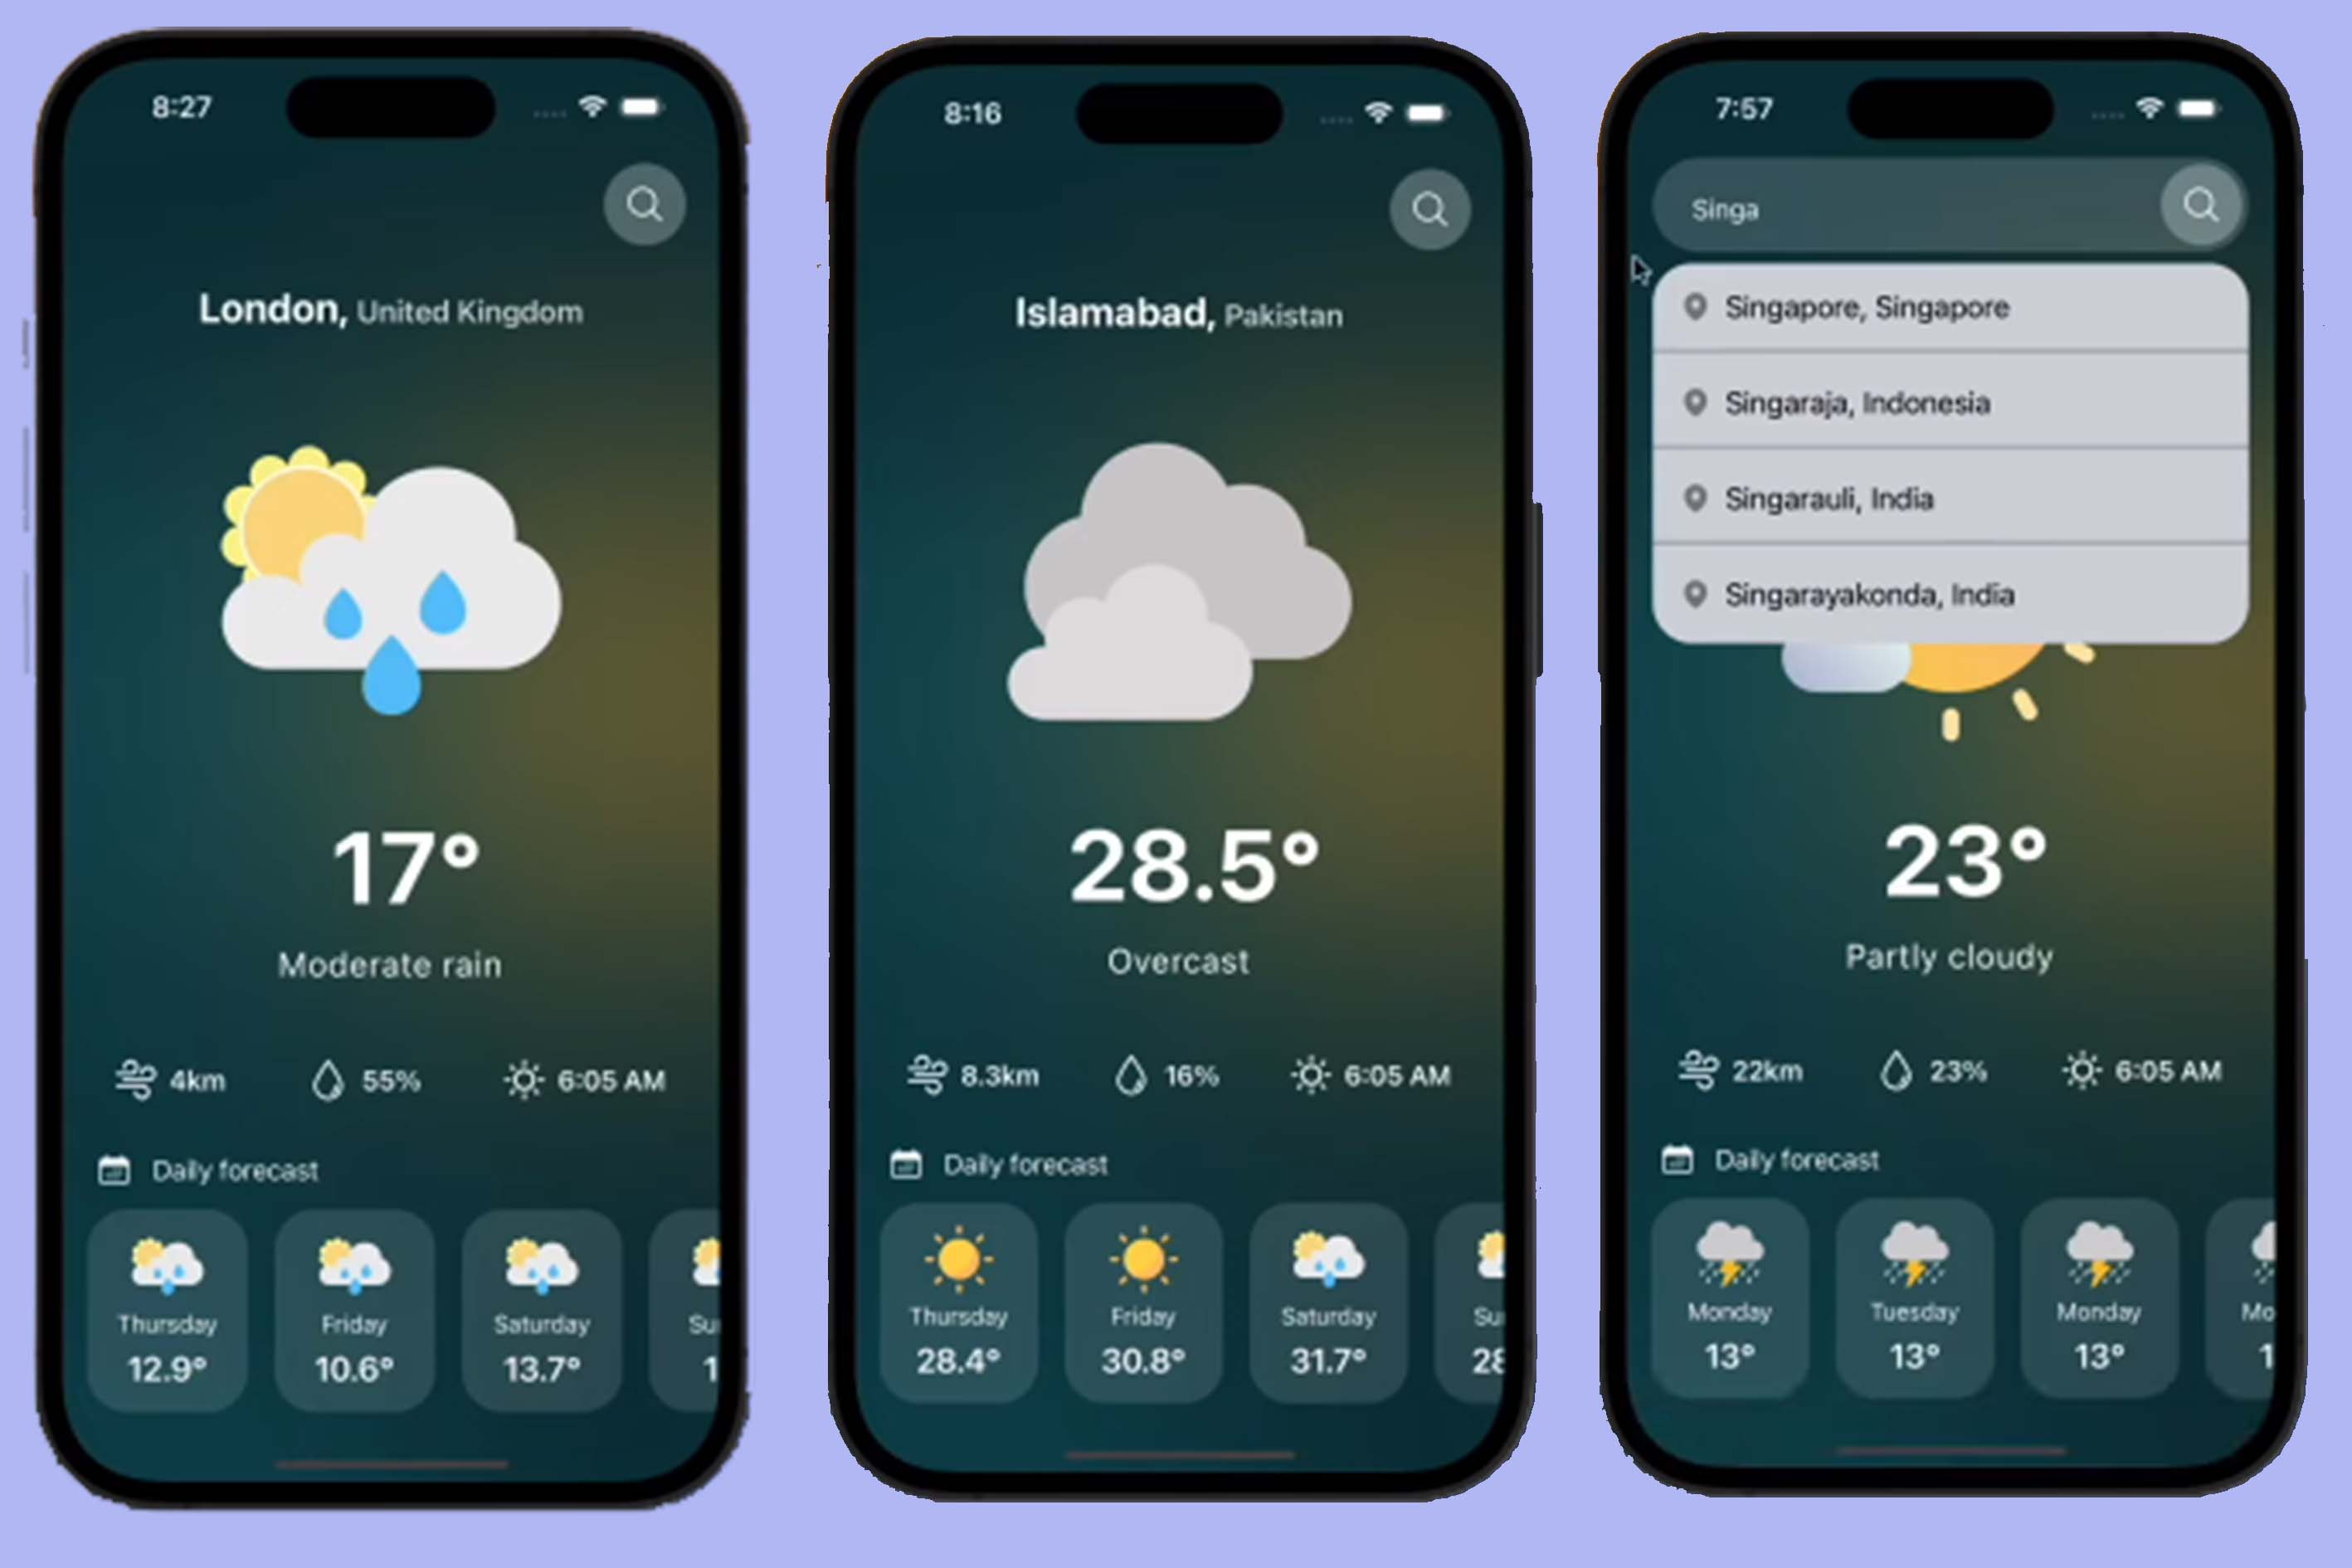 8:27
London, United Kingdom
17°
Moderate rain
4km 55% 6:05 AM
Daily forecast
Thursday Friday Saturday Su
12.9° 10.6° 13.7° 1
8:16
Islamabad, Pakistan
28.5°
Overcast
8.3km 16% 6:05 AM
Daily forecast
Thursday Friday Saturday Su
28.4° 30.8° 31.7° 28
7:57
Singa
Singapore, Singapore
Singaraja, Indonesia
Singarauli, India
Singarayakonda, India
23°
Partly cloudy
22km 23% 6:05 AM
Daily forecast
Monday Tuesday Monday Mo
13° 13° 13° 1